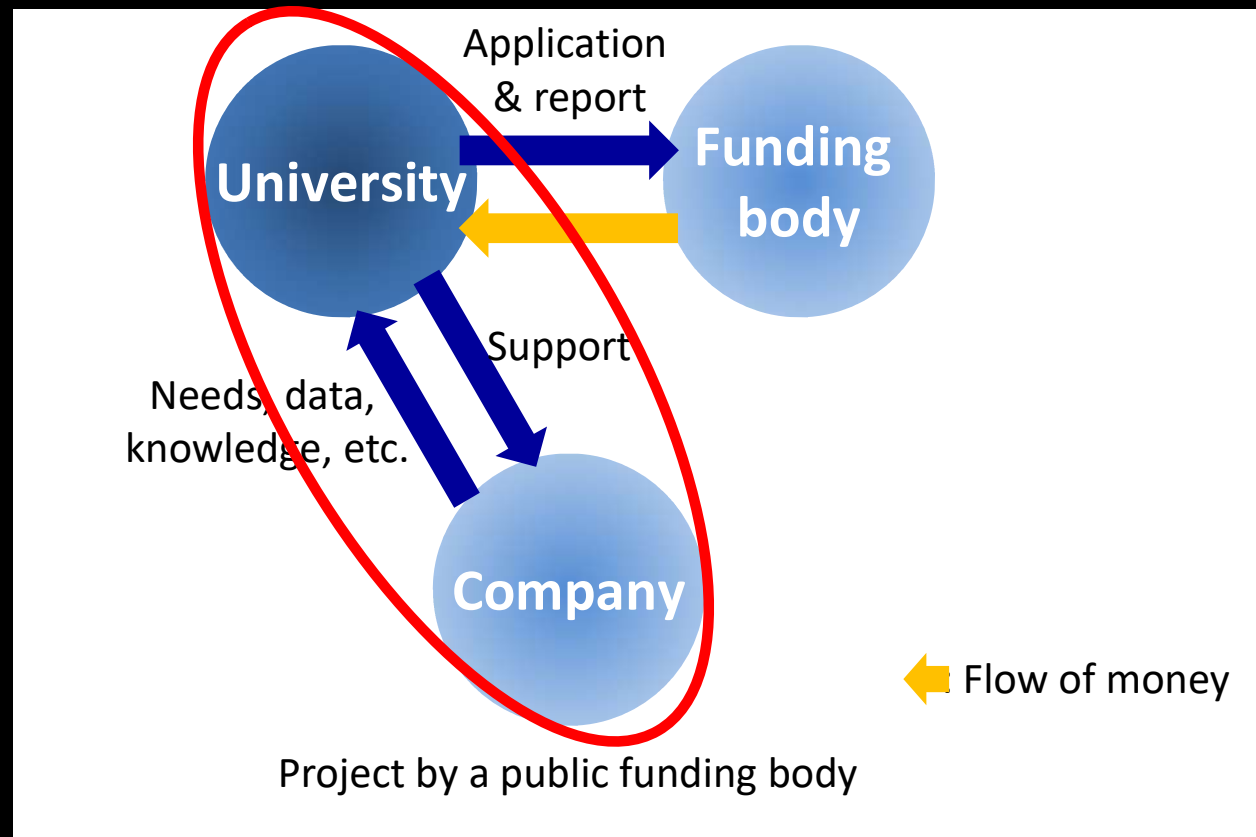 Application
& report
University
Funding
body
Support
Needs, data,
knowledge, etc.
Company
: Flow of money
Project by a public funding body